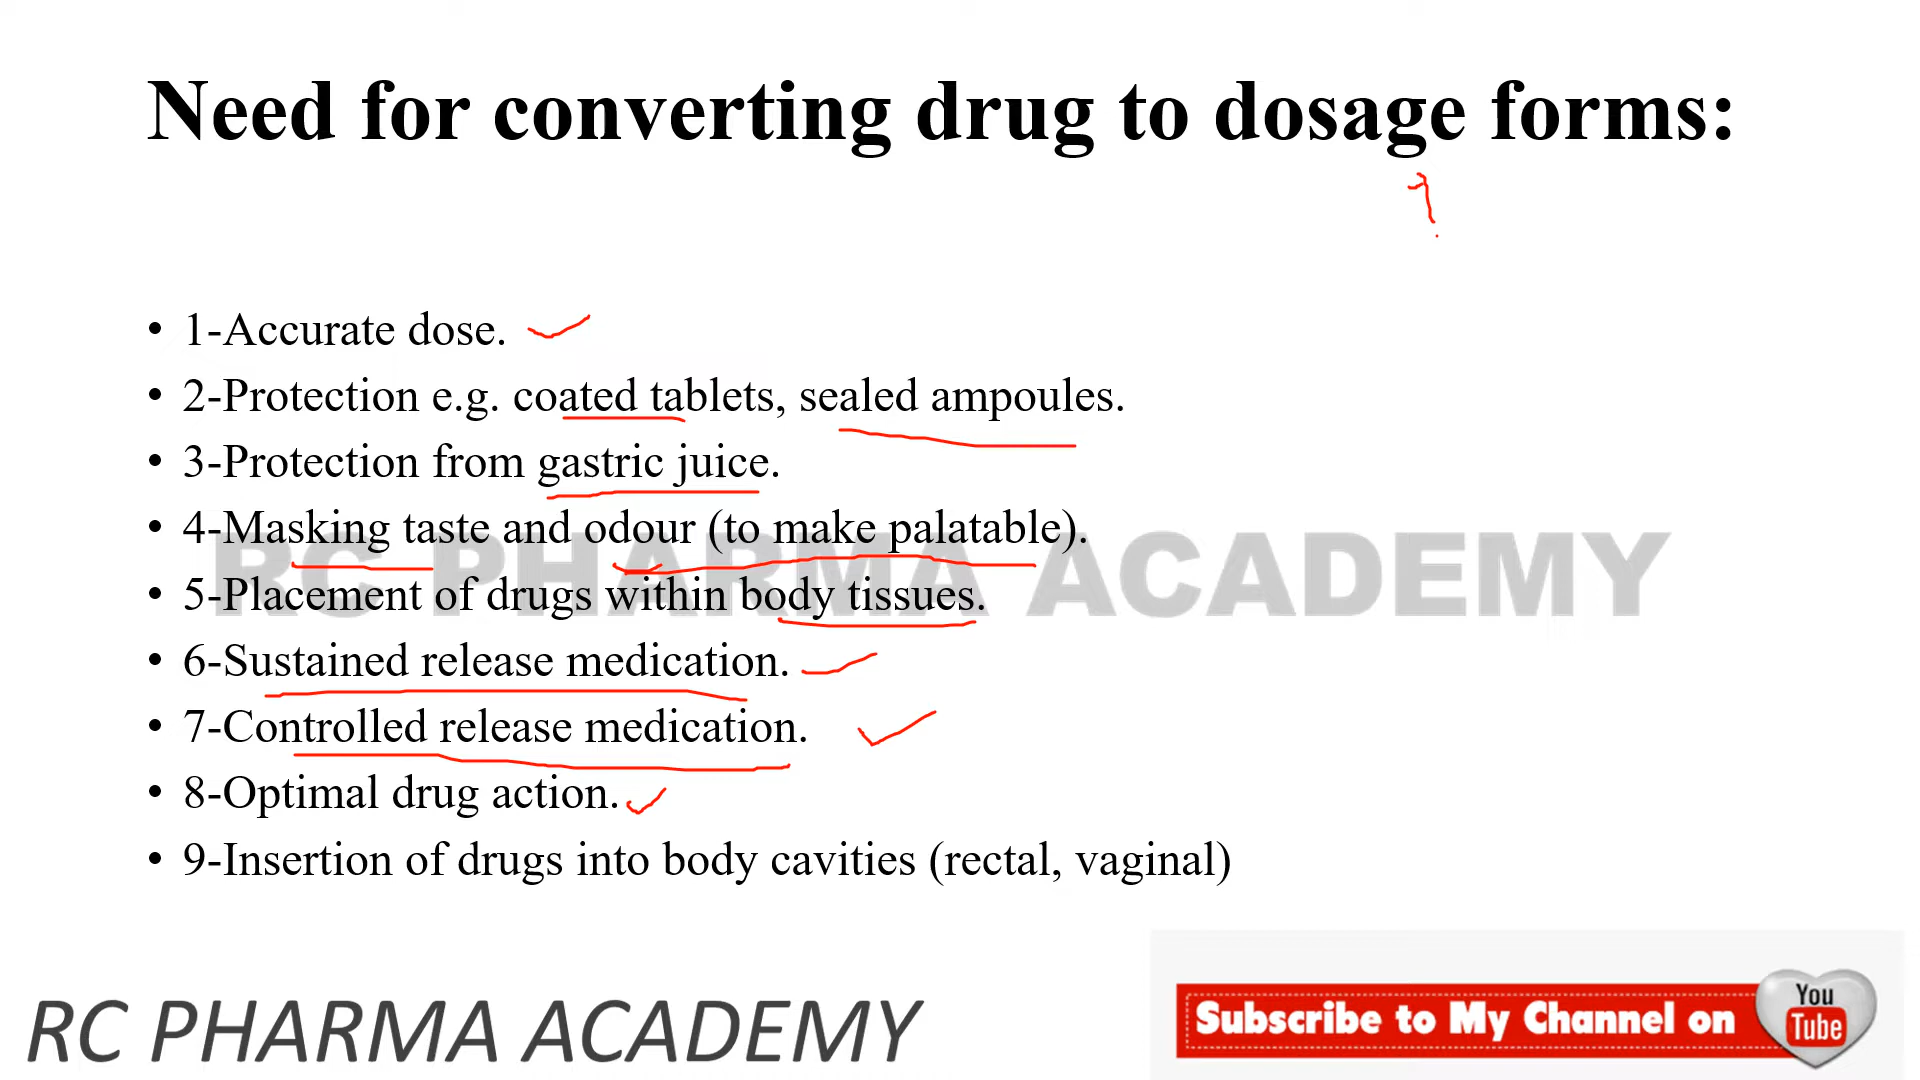 Need for converting drug to dosage forms:
?
• 1-Accurate dose.
• 2-Protection e.g. coated tablets, sealed ampoules.
• 3-Protection from gastric juice.
• 4-Masking taste and odour (to make palatable).
RC PHARMA ACADEMY
• 5-Placement of drugs within body tissues.
• 6-Sustained release medication.
• 7-Controlled release medication.
• 8-Optimal drug action.
• 9-Insertion of drugs into body cavities (rectal, vaginal)
RC PHARMA ACADEMY
Subscribe to My Channel on
You
Tube